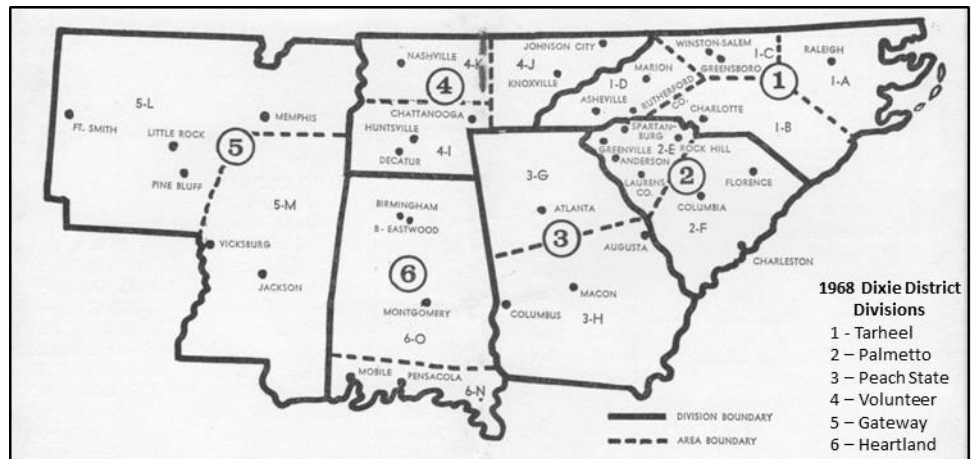 NASHVILLE
4-K
4
CHATTANOOGA
HUNTSVILLE
DECATUR
4-I
JOHNSON CITY
4-J
KNOXVILLE
WINSTON-SALEM
GREENSBORO
1-C
RALEIGH
1
1-A
MARION
1-D
ASHEVILLE
RUTHERFORD
CO.
CHARLOTTE
1-B
5-L
FT. SMITH
LITTLE ROCK
MEMPHIS
5
PINE BLUFF
5-M
VICKSBURG
JACKSON
SPARTAN-
BURG
GREENVILLE
2-E
ROCK HILL
ANDERSON
LAURENS
CO.
2
FLORENCE
COLUMBIA
2-F
CHARLESTON
3-G
ATLANTA
3
AUGUSTA
MACON
COLUMBUS
3-H
BIRMINGHAM
B - EASTWOOD
6
MONTGOMERY
6-O
MOBILE
PENSACOLA
6-N
DIVISION BOUNDARY
AREA BOUNDARY
1968 Dixie District
Divisions
1 - Tarheel
2 – Palmetto
3 – Peach State
4 – Volunteer
5 – Gateway
6 – Heartland